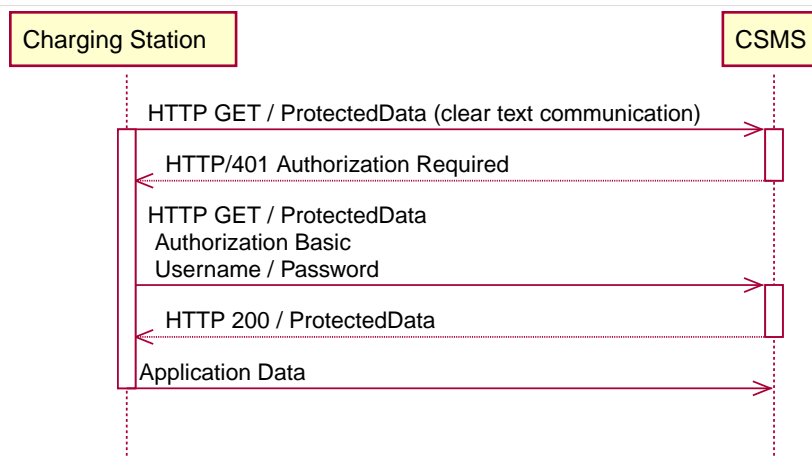 Charging Station
CSMS
HTTP GET / ProtectedData (clear text communication)
HTTP/401 Authorization Required
HTTP GET / ProtectedData
Authorization Basic
Username / Password
HTTP 200 / ProtectedData
Application Data